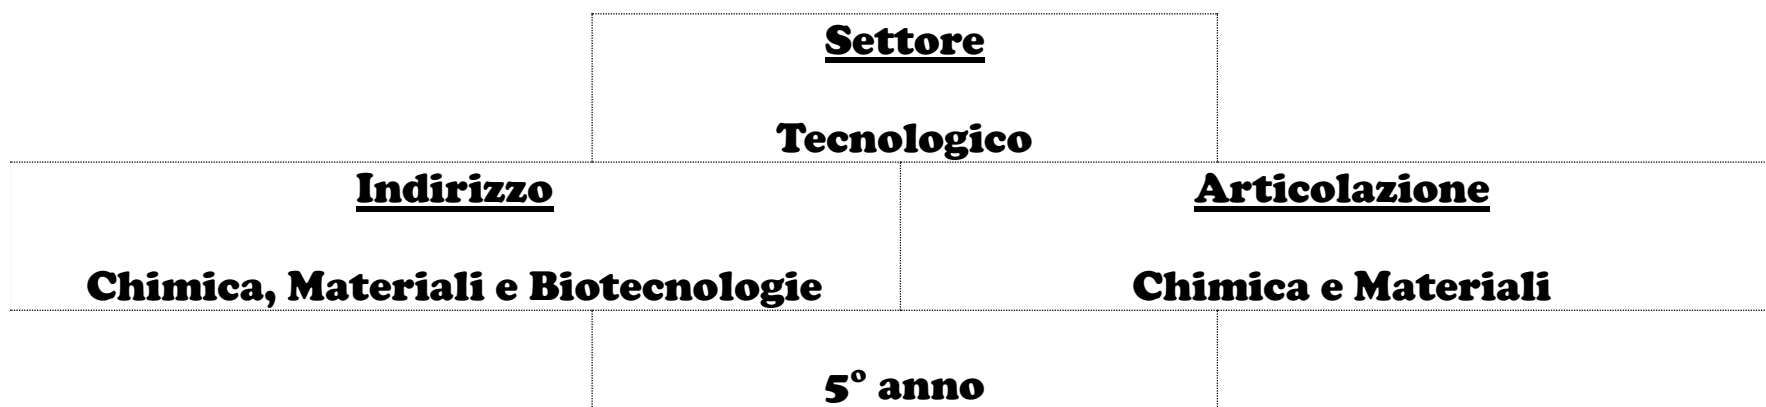 Settore
Tecnologico
Indirizzo
Articolazione
Chimica, Materiali e Biotecnologie
Chimica e Materiali
5° anno